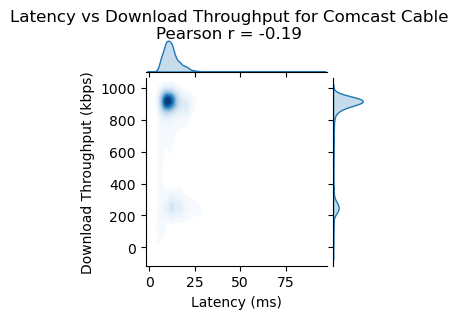 Latency vs Download Throughput for Comcast Cable
Pearson r = -0.19
Download Throughput (kbps)
1000
800
600
400
200
0
0 25 50 75
Latency (ms)